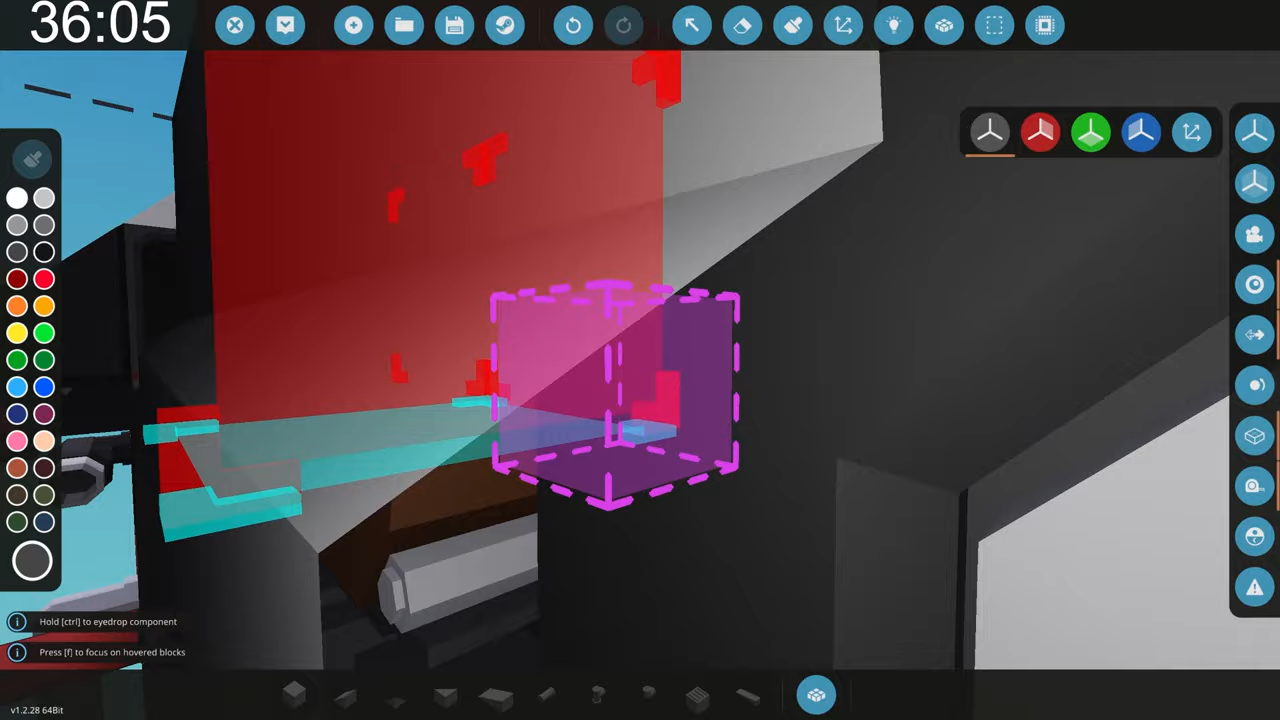 36:05
Hold [ctrl] to eyedrop component
Press [f] to focus on hovered blocks
v1.2.28 64Bit